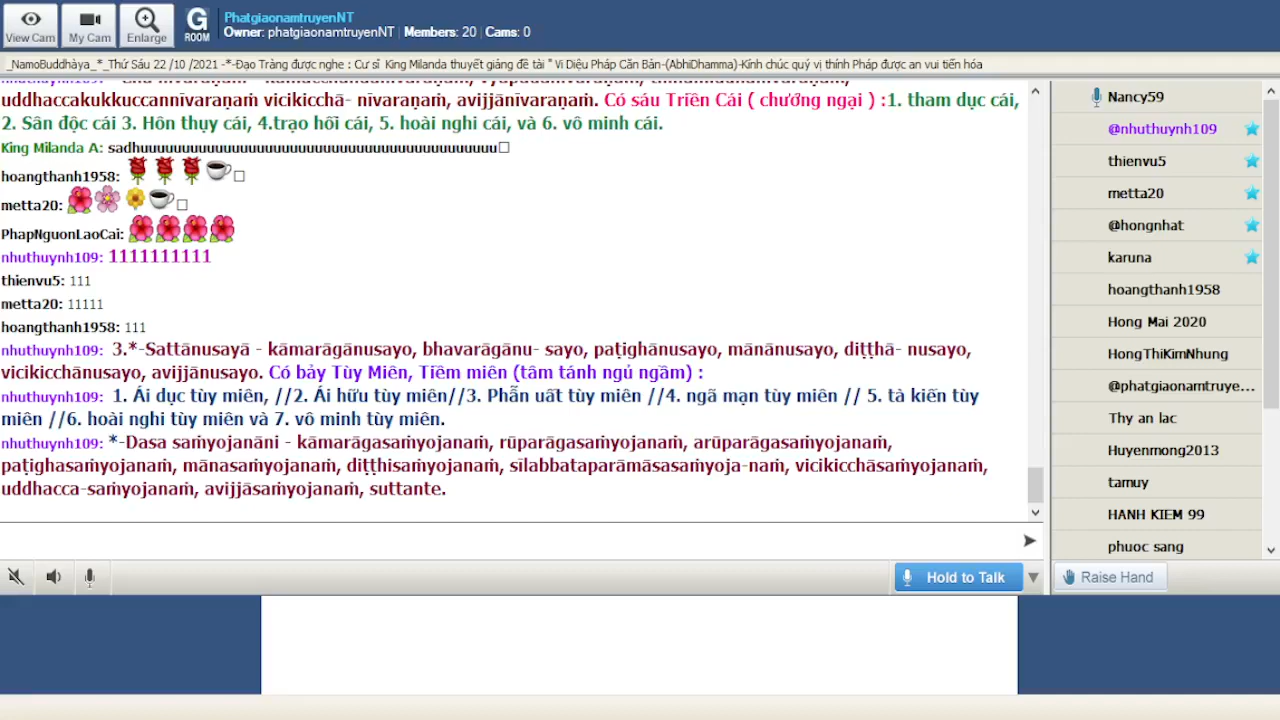 View Cam
My Cam
Enlarge
G
ROOM
PhatgiaonamtruyenNT
Owner: phatgiaonamtruyenNT | Members: 20 | Cams: 0
_NamoBuddhàya_*_Thứ Sáu 22 /10 /2021 -*-Đạo Tràng được nghe : Cư sĩ King Milanda thuyết giảng đề tài " Vi Diệu Pháp Căn Bản-(AbhiDhamma)-Kính chúc quý vị thính Pháp được an vui tiến hóa
uddhaccakukkuccannīvaraṇaṁ vicikicchā- nīvaraṇaṁ, avijjānīvaraṇaṁ. Có sáu Triền Cái ( chướng ngại ) :1. tham dục cái,
2. Sân độc cái 3. Hôn thụy cái, 4.trạo hối cái, 5. hoài nghi cái, và 6. vô minh cái.
King Milanda A: sadhuuuuuuuuuuuuuuuuuuuuuuuuuuuuuuuuuuuuuuuuu
hoangthanh1958:
metta20:
PhapNguonLaoCai:
nhuthuynh109: 1111111111
thienvu5: 111
metta20: 11111
hoangthanh1958: 111
nhuthuynh109: 3.*-Sattānusayā - kāmarāgānusayo, bhavarāgānu- sayo, paṭighānusayo, mānānusayo, diṭṭhā- nusayo,
vicikicchānusayo, avijjānusayo. Có bảy Tùy Miên, Tiềm miên (tâm tánh ngủ ngầm) :
nhuthuynh109: 1. Ái dục tùy miên, //2. Ái hữu tùy miên//3. Phẫn uất tùy miên //4. ngã mạn tùy miên // 5. tà kiến tùy
miên //6. hoài nghi tùy miên và 7. vô minh tùy miên.
nhuthuynh109: *-Dasa saṁyojanāni - kāmarāgasaṁyojanaṁ, rūparāgasaṁyojanaṁ, arūparāgasaṁyojanaṁ,
paṭighasaṁyojanaṁ, mānasaṁyojanaṁ, diṭṭhisaṁyojanaṁ, sīlabbataparāmāsasaṁyoja-naṁ, vicikicchāsaṁyojanaṁ,
uddhacca-saṁyojanaṁ, avijjāsaṁyojanaṁ, suttante.
Hold to Talk
Nancy59
@nhuthuynh109
thienvu5
metta20
@hongnhat
karuna
hoangthanh1958
Hong Mai 2020
HongThiKimNhung
@phatgiaonamtruye...
Thy an lac
Huyenmong2013
tamuy
HANH KIEM 99
phuoc sang
Raise Hand